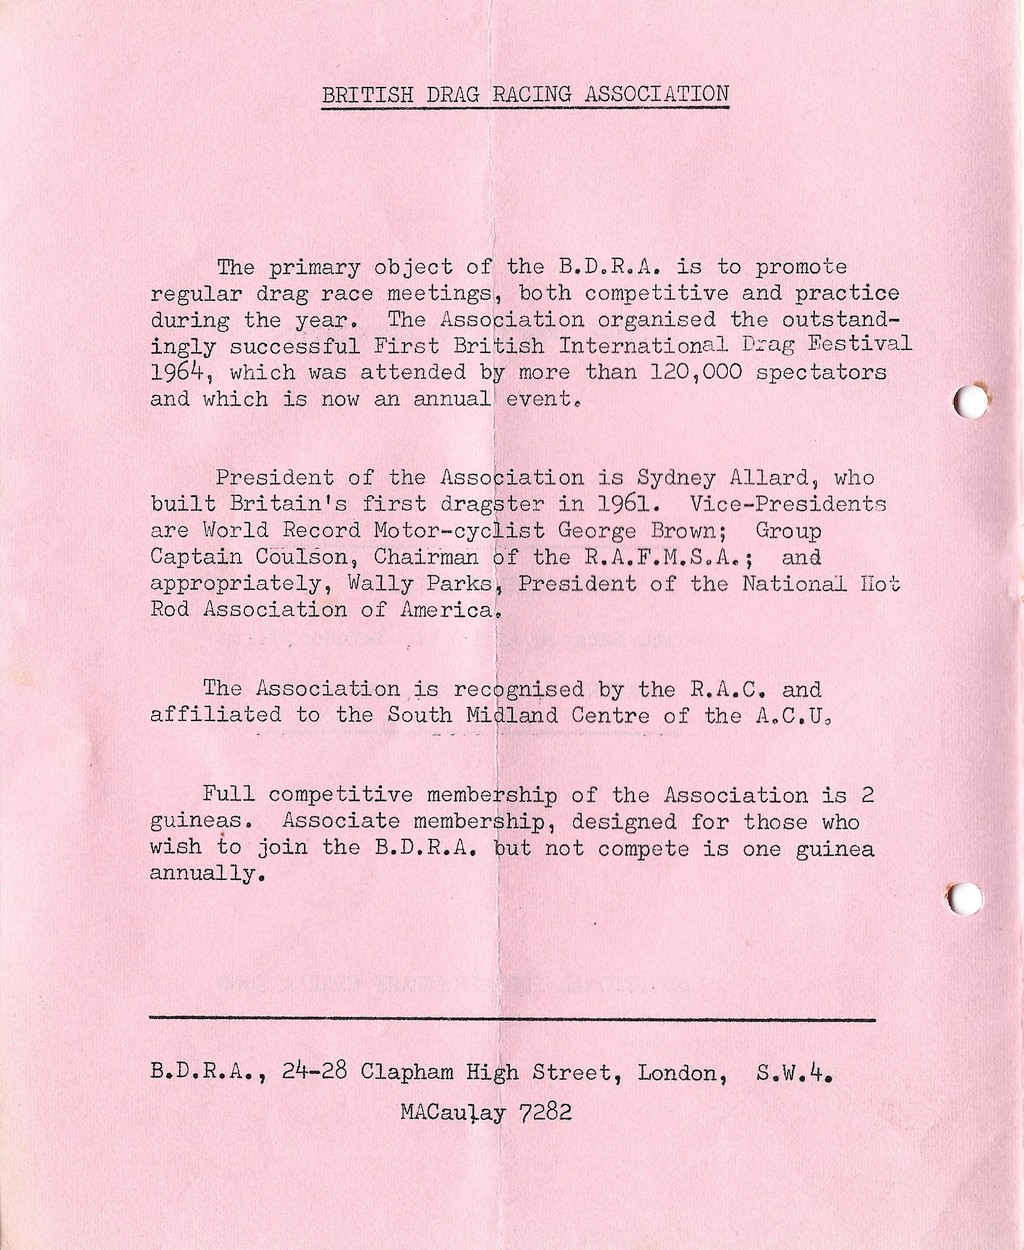 BRITISH DRAG RACING ASSOCIATION
The primary object of the B.D.R.A. is to promote
regular drag race meetings, both competitive and practice
during the year. The Association organised the outstand-
ingly successful First British International Drag Festival
1964, which was attended by more than 120,000 spectators
and which is now an annual event.
President of the Association is Sydney Allard, who
built Britain's first dragster in 1961. Vice-Presidents
are World Record Motor-cyclist George Brown; Group
Captain Coulson, Chairman of the R.A.F.M.S.A.; and
appropriately, Wally Parks, President of the National Hot
Rod Association of America.
The Association is recognised by the R.A.C. and
affiliated to the South Midland Centre of the A.C.U.
Full competitive membership of the Association is 2
guineas. Associate membership, designed for those who
wish to join the B.D.R.A. but not compete is one guinea
annually.
B.D.R.A., 24-28 Clapham High Street, London, S.W.4.
MACaulay 7282